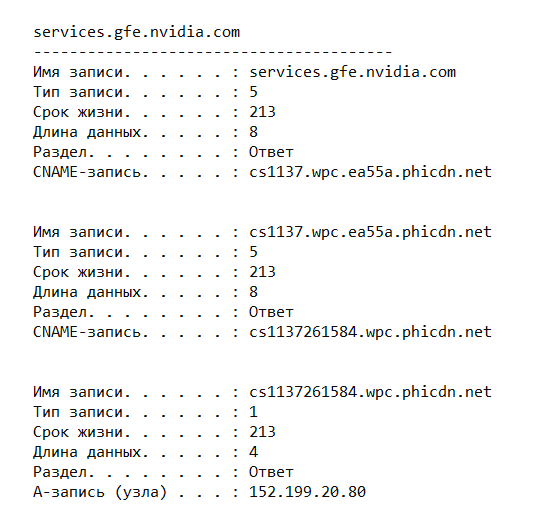 services.gfe.nvidia.com
----------------------------------------
Имя записи. . . . . . : services.gfe.nvidia.com
Тип записи. . . . . . : 5
Срок жизни. . . . . . : 213
Длина данных. . . . . : 8
Раздел. . . . . . . . : Ответ
CNAME-запись. . . . . : cs1137.wpc.ea55a.phicdn.net
Имя записи. . . . . . : cs1137.wpc.ea55a.phicdn.net
Тип записи. . . . . . : 5
Срок жизни. . . . . . : 213
Длина данных. . . . . : 8
Раздел. . . . . . . . : Ответ
CNAME-запись. . . . . : cs1137261584.wpc.phicdn.net
Имя записи. . . . . . : cs1137261584.wpc.phicdn.net
Тип записи. . . . . . : 1
Срок жизни. . . . . . : 213
Длина данных. . . . . : 4
Раздел. . . . . . . . : Ответ
А-запись (узла) . . . : 152.199.20.80